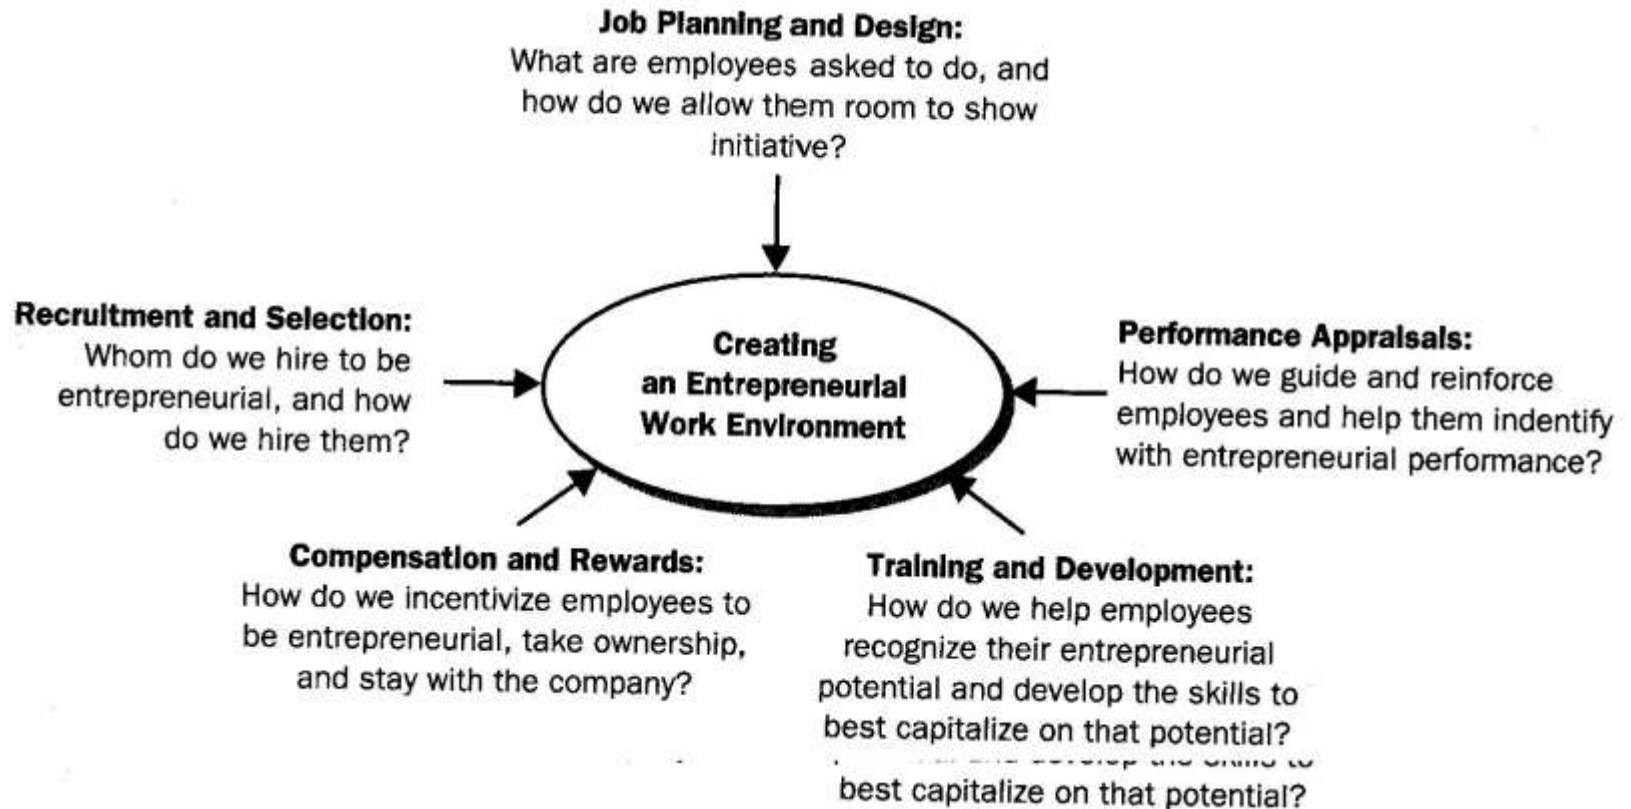 Job Planning and Design:
What are employees asked to do, and
how do we allow them room to show
initiative?
Recruitment and Selection:
Whom do we hire to be
entrepreneurial, and how
do we hire them?
Creating
an Entrepreneurial
Work Environment
Performance Appraisals:
How do we guide and reinforce
employees and help them indentify
with entrepreneurial performance?
Compensation and Rewards:
How do we incentivize employees to
be entrepreneurial, take ownership,
and stay with the company?
Training and Development:
How do we help employees
recognize their entrepreneurial
potential and develop the skills to
best capitalize on that potential?
best capitalize on that potential?